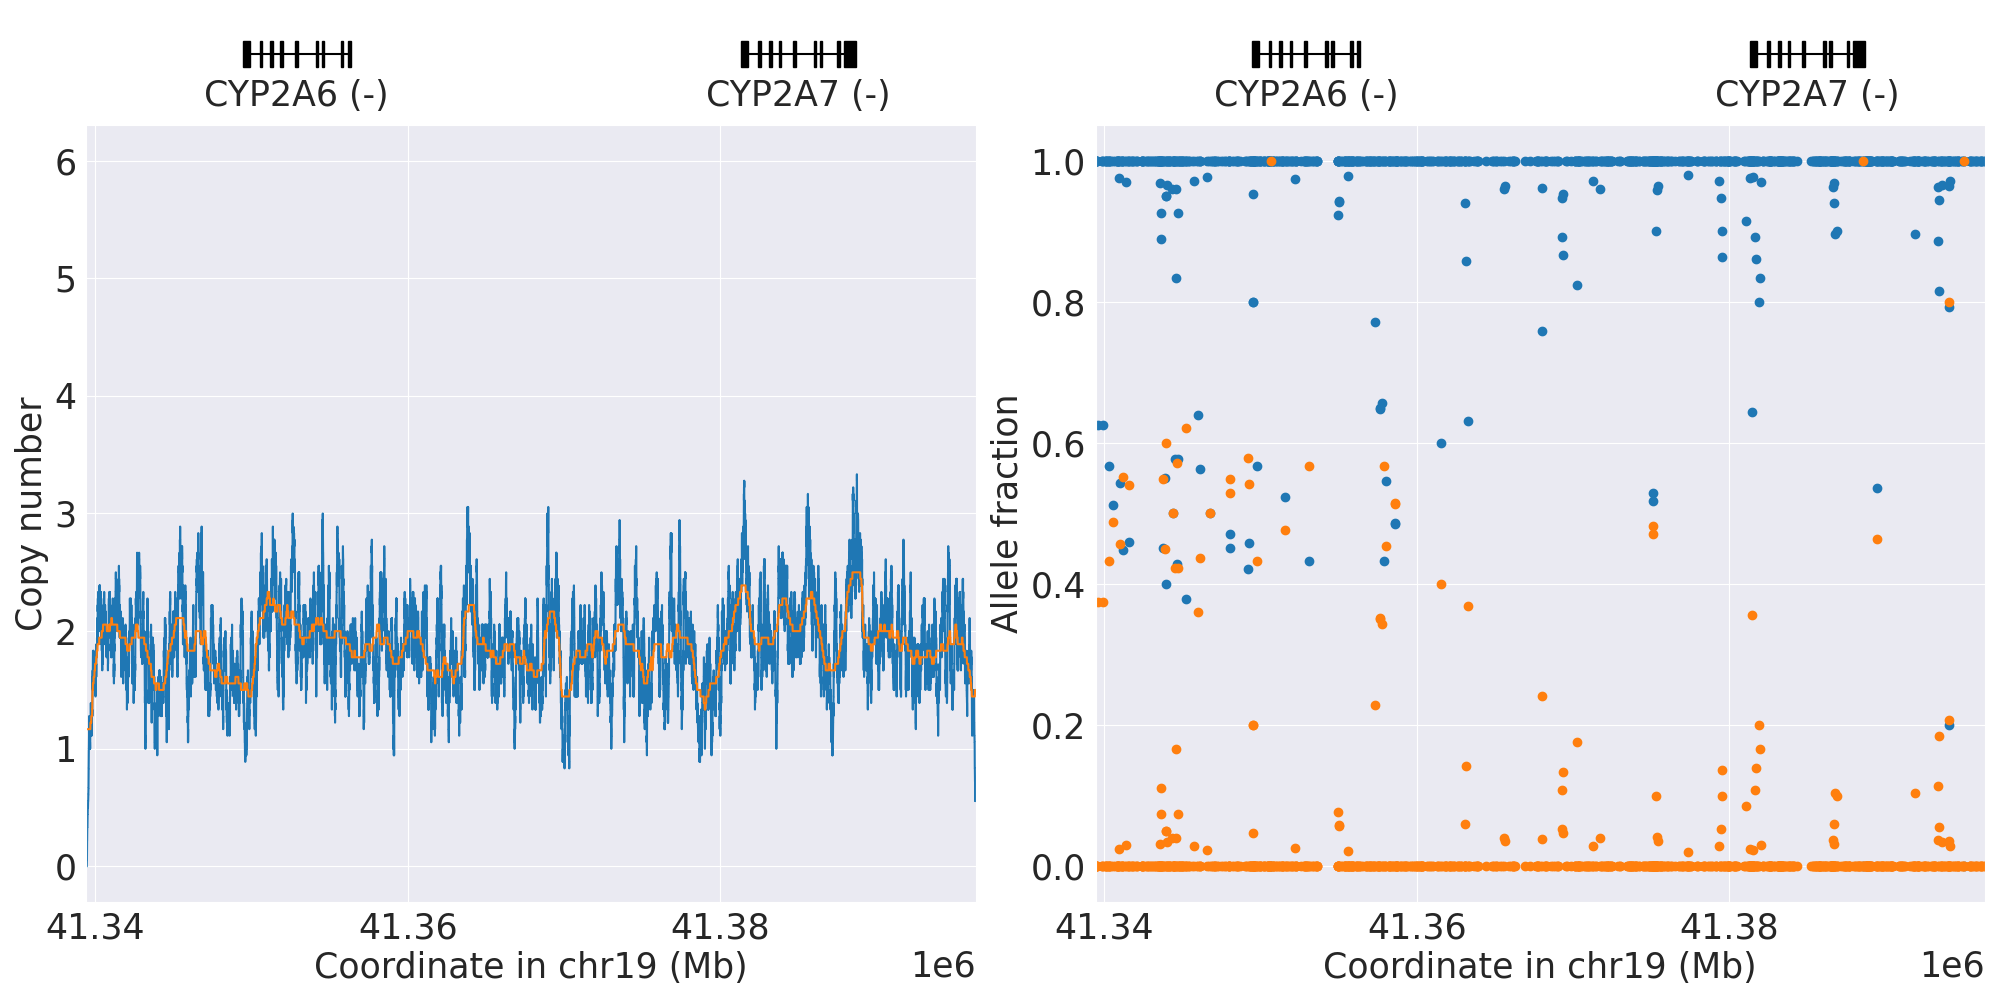 CYP2A6 (-)
CYP2A7 (-)
6
5
4
3
2
1
0
Copy number
41.34
41.36
41.38
Coordinate in chr19 (Mb)
1e6
CYP2A6 (-)
CYP2A7 (-)
1.0
0.8
0.6
0.4
0.2
0.0
Allele fraction
41.34
41.36
41.38
Coordinate in chr19 (Mb)
1e6